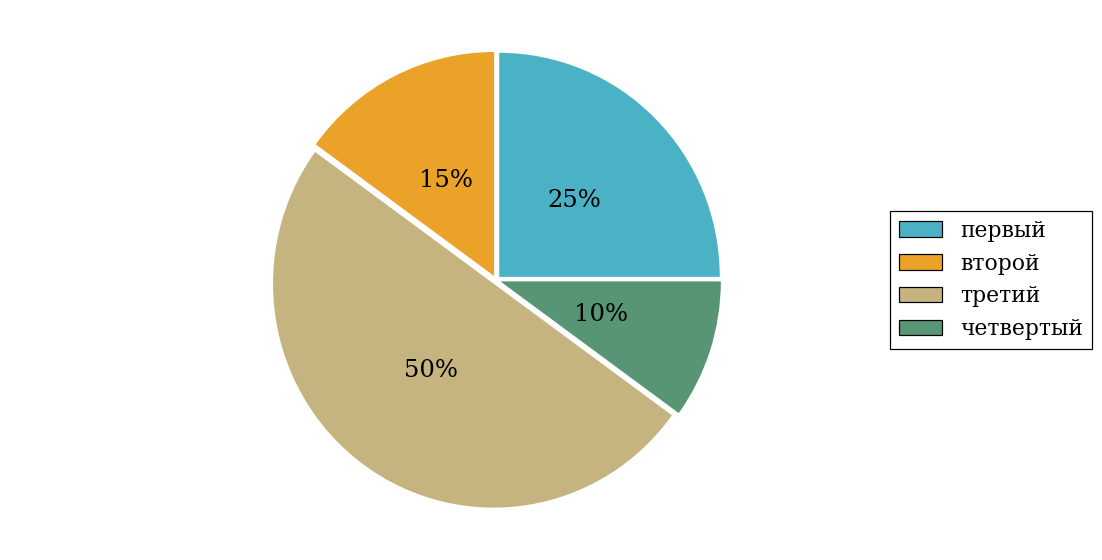 15%
25%
10%
50%
первый
второй
третий
четвертый